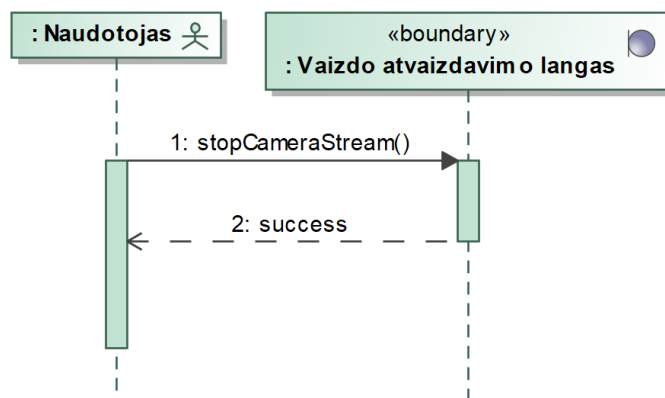 : Naudotojas
«boundary»
: Vaizdo atvaizdavimo langas
1: stopCameraStream()
2: success